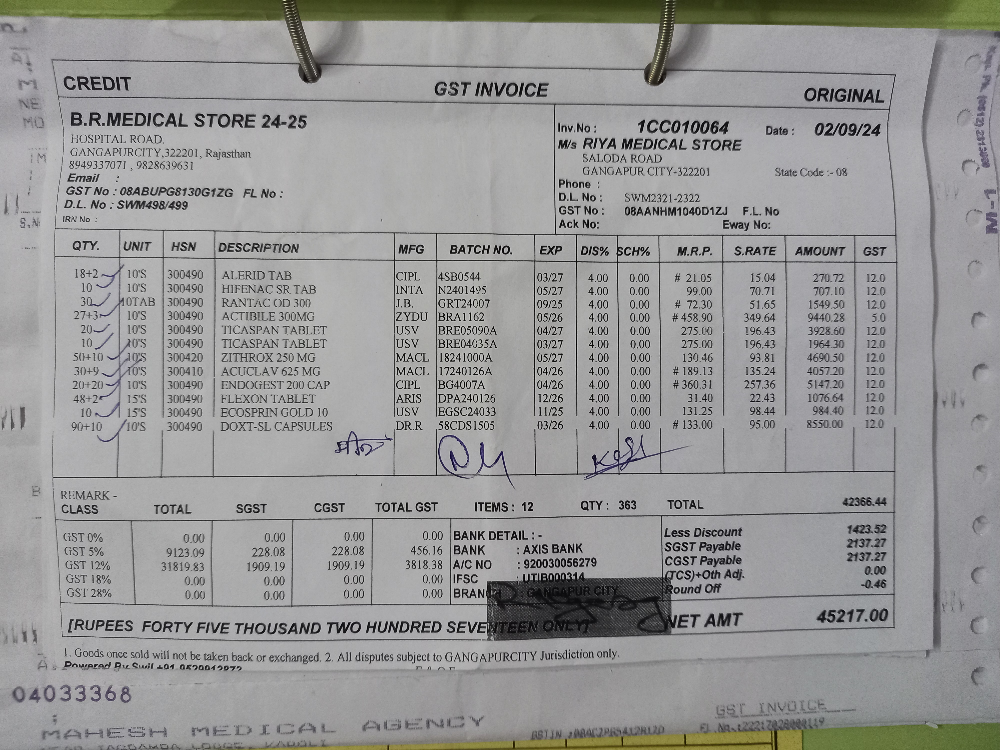 CREDIT
GST INVOICE
ORIGINAL
B.R.MEDICAL STORE 24-25
HOSPITAL ROAD,
GANGAPURCITY,322201, Rajasthan
8949337071 , 9828639631
Email :
GST No : 08ABUPG8130G1ZG FL No :
D.L. No : SWM498/499
IRN No :
Inv.No : 1CC010064 Date : 02/09/24
M/s RIYA MEDICAL STORE
SALODA ROAD
GANGAPUR CITY-322201 State Code :- 08
Phone :
D.L. No : SWM2321-2322
GST No : 08AANHM1040D1ZJ F.L. No
Ack No: Eway No:
QTY. UNIT HSN DESCRIPTION MFG BATCH NO. EXP DIS% SCH% M.R.P. S.RATE AMOUNT GST
18+2 10'S 300490 ALERID TAB CIPL 4SB0544 03/27 4.00 0.00 # 21.05 15.04 270.72 12.0
10 10'S 300490 HIFENAC SR TAB INTA N2401495 05/27 4.00 0.00 99.00 70.71 707.10 12.0
30 10TAB 300490 RANTAC OD 300 J.B. GRT24007 09/25 4.00 0.00 # 72.30 51.65 1549.50 12.0
27+3 10'S 300490 ACTIBILE 300MG ZYDU BRA1162 05/26 4.00 0.00 # 458.90 349.64 9440.28 5.0
20 10'S 300490 TICASPAN TABLET USV BRE05090A 04/27 4.00 0.00 275.00 196.43 3928.60 12.0
10 10'S 300490 TICASPAN TABLET USV BRE04035A 03/27 4.00 0.00 275.00 196.43 1964.30 12.0
50+10 10'S 300420 ZITHROX 250 MG MACL 18241000A 05/27 4.00 0.00 130.46 93.81 4690.50 12.0
30+9 10'S 300410 ACUCLAV 625 MG MACL 17240126A 04/26 4.00 0.00 # 189.13 135.24 4057.20 12.0
20+20 10'S 300490 ENDOGEST 200 CAP CIPL BG4007A 04/26 4.00 0.00 # 360.31 257.36 5147.20 12.0
48+2 15'S 300490 FLEXON TABLET ARIS DPA240126 12/26 4.00 0.00 31.40 22.43 1076.64 12.0
10 15'S 300490 ECOSPRIN GOLD 10 USV EGSC24033 11/25 4.00 0.00 131.25 98.44 984.40 12.0
90+10 10'S 300490 DOXT-SL CAPSULES DR.R 58CDS1505 03/26 4.00 0.00 # 133.00 95.00 8550.00 12.0
REMARK -
CLASS TOTAL SGST CGST TOTAL GST ITEMS : 12 QTY : 363 TOTAL 42366.44
GST 0% 0.00 0.00 0.00 0.00
GST 5% 9123.09 228.08 228.08 456.16
GST 12% 31819.83 1909.19 1909.19 3818.38
GST 18% 0.00 0.00 0.00 0.00
GST 28% 0.00 0.00 0.00 0.00
BANK DETAIL : -
BANK : AXIS BANK
A/C NO : 920030056279
IFSC : UTIB000314
BRANC : GANGAPUR CITY
Less Discount 1423.52
SGST Payable 2137.27
CGST Payable 2137.27
(TCS)+Oth Adj. 0.00
Round Off -0.46
[RUPEES FORTY FIVE THOUSAND TWO HUNDRED SEVENTEEN ONLY]
NET AMT 45217.00
1. Goods once sold will not be taken back or exchanged. 2. All disputes subject to GANGAPURCITY Jurisdiction only.
Powered By Swil
04033368
GST INVOICE
MAHESH MEDICAL AGENCY